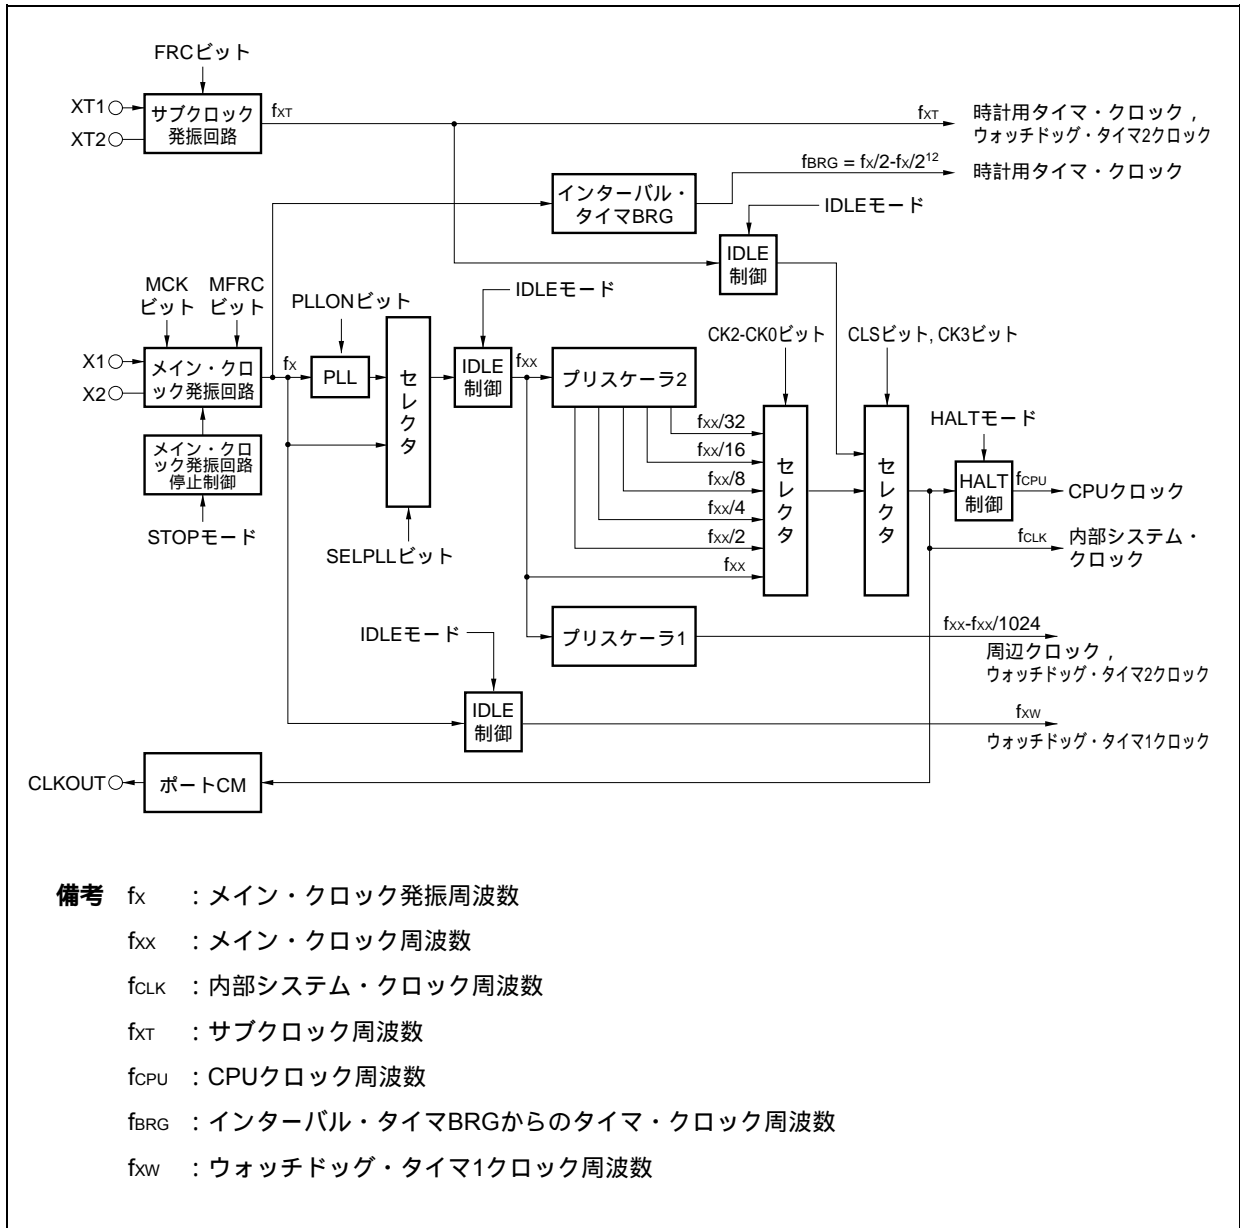 FRCビット
XT1
XT2
サブクロック
発振回路
fXT
fXT
時計用タイマ・クロック，
ウォッチドッグ・タイマ2クロック
fBRG = fX/2-fX/2¹²
時計用タイマ・クロック
インターバル・
タイマBRG
IDLEモード
IDLE
制御
MCK
ビット
MFRC
ビット
PLLONビット
IDLEモード
CK2-CK0ビット
CLSビット, CK3ビット
X1
X2
メイン・クロ
ック発振回路
fX
PLL
セレクタ
IDLE
制御
fXX
プリスケーラ2
fXX/32
fXX/16
fXX/8
fXX/4
fXX/2
fXX
セレクタ
セレクタ
HALTモード
HALT
制御
fCPU
CPUクロック
fCLK
内部システム・
クロック
メイン・クロ
ック発振回路
停止制御
STOPモード
SELPLLビット
プリスケーラ1
fXX-fXX/1024
周辺クロック，
ウォッチドッグ・タイマ2クロック
IDLEモード
IDLE
制御
fXW
ウォッチドッグ・タイマ1クロック
CLKOUT
ポートCM
備考 fX ：メイン・クロック発振周波数
fXX ：メイン・クロック周波数
fCLK ：内部システム・クロック周波数
fXT ：サブクロック周波数
fCPU ：CPUクロック周波数
fBRG ：インターバル・タイマBRGからのタイマ・クロック周波数
fXW ：ウォッチドッグ・タイマ1クロック周波数